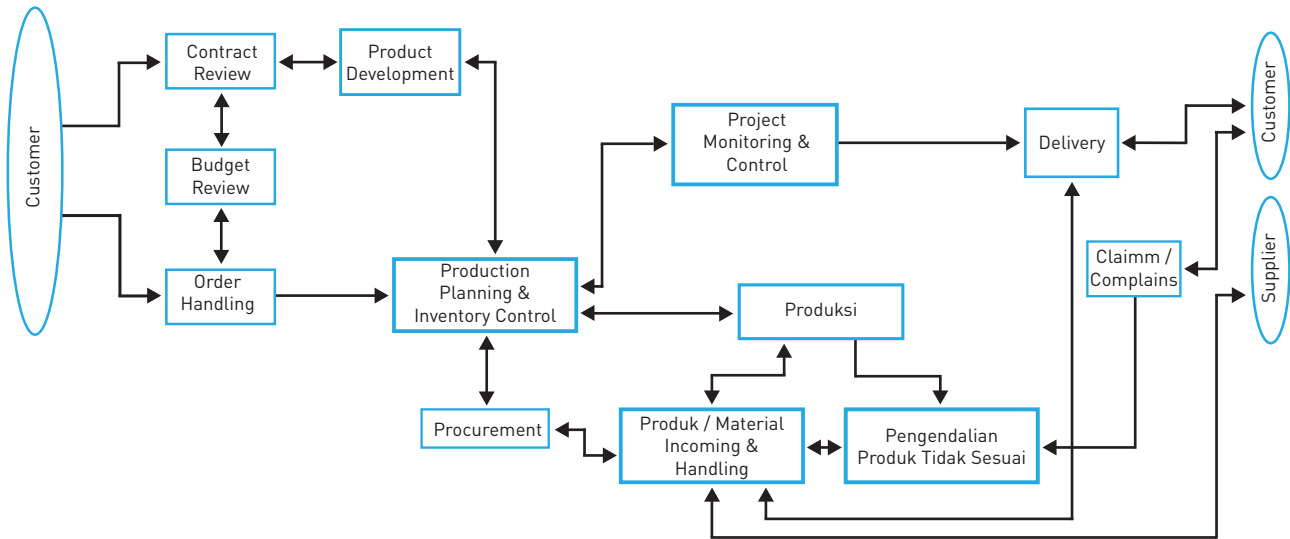 Customer
Contract
Review
Product
Development
Budget
Review
Order
Handling
Production
Planning &
Inventory Control
Project
Monitoring &
Control
Delivery
Customer
Supplier
Claimm /
Complains
Produksi
Procurement
Produk / Material
Incoming &
Handling
Pengendalian
Produk Tidak Sesuai